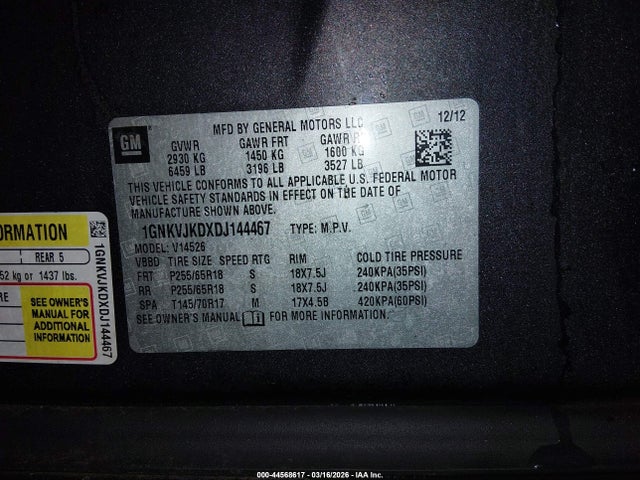 GM
MFD BY GENERAL MOTORS LLC
12/12
GVWR GAWR FRT GAWR RR
2930 KG 1450 KG 1600 KG
6459 LB 3196 LB 3527 LB
THIS VEHICLE CONFORMS TO ALL APPLICABLE U.S. FEDERAL MOTOR
VEHICLE SAFETY STANDARDS IN EFFECT ON THE DATE OF
MANUFACTURE SHOWN ABOVE.
1GNKVJKDXDJ144467 TYPE: M.P.V.
MODEL: V14526
VBBD TIRE SIZE SPEED RTG RIM COLD TIRE PRESSURE
FRT P255/65R18 S 18X7.5J 240KPA(35PSI)
RR P255/65R18 S 18X7.5J 240KPA(35PSI)
SPA T145/70R17 M 17X4.5B 420KPA(60PSI)
SEE OWNER'S MANUAL FOR MORE INFORMATION.
ORMATION
REAR 5
52 kg or 1437 lbs.
RE
SEE OWNER'S
MANUAL FOR
ADDITIONAL
INFORMATION
1GNKVJKDXDJ144467
000-44568617 - 03/16/2026 - IAA Inc.